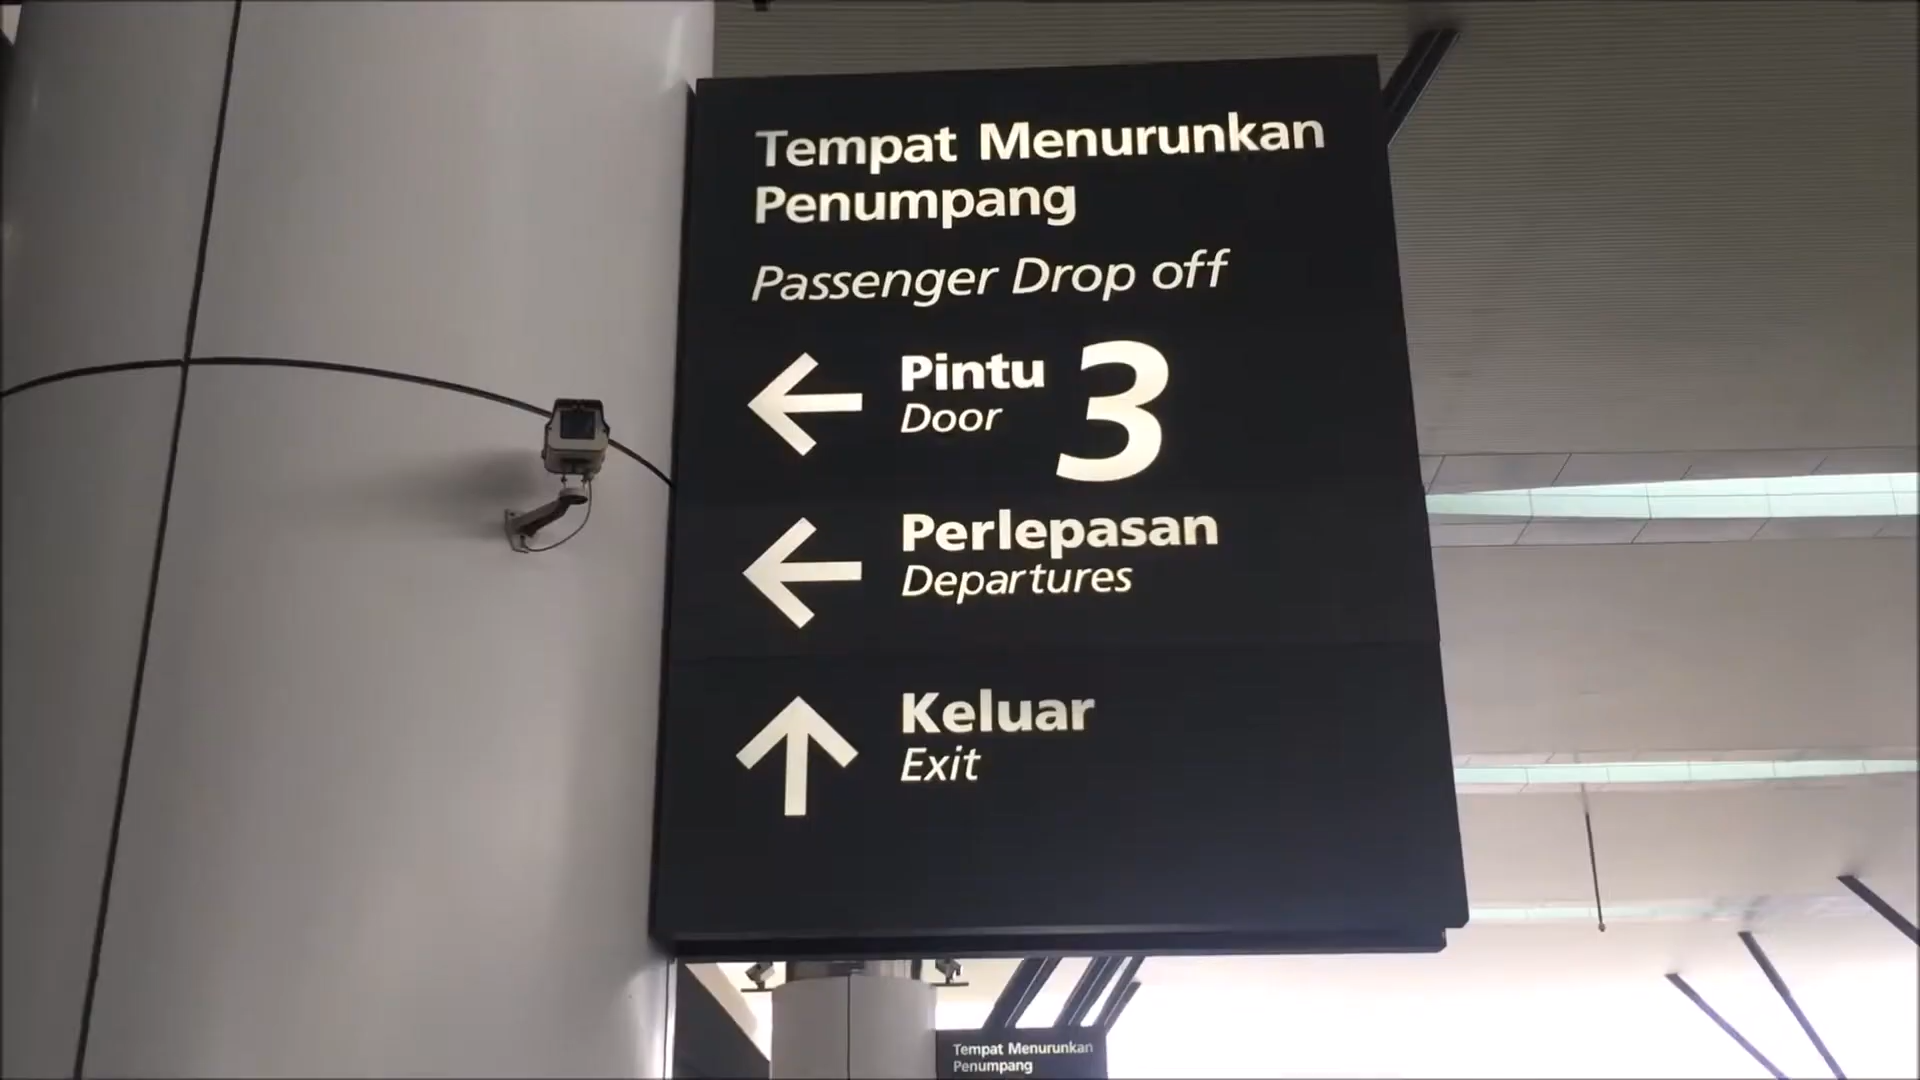 Tempat Menurunkan
Penumpang
Passenger Drop off
Pintu 3
Door
Perlepasan
Departures
Keluar
Exit
Tempat Menurunkan
Penumpang